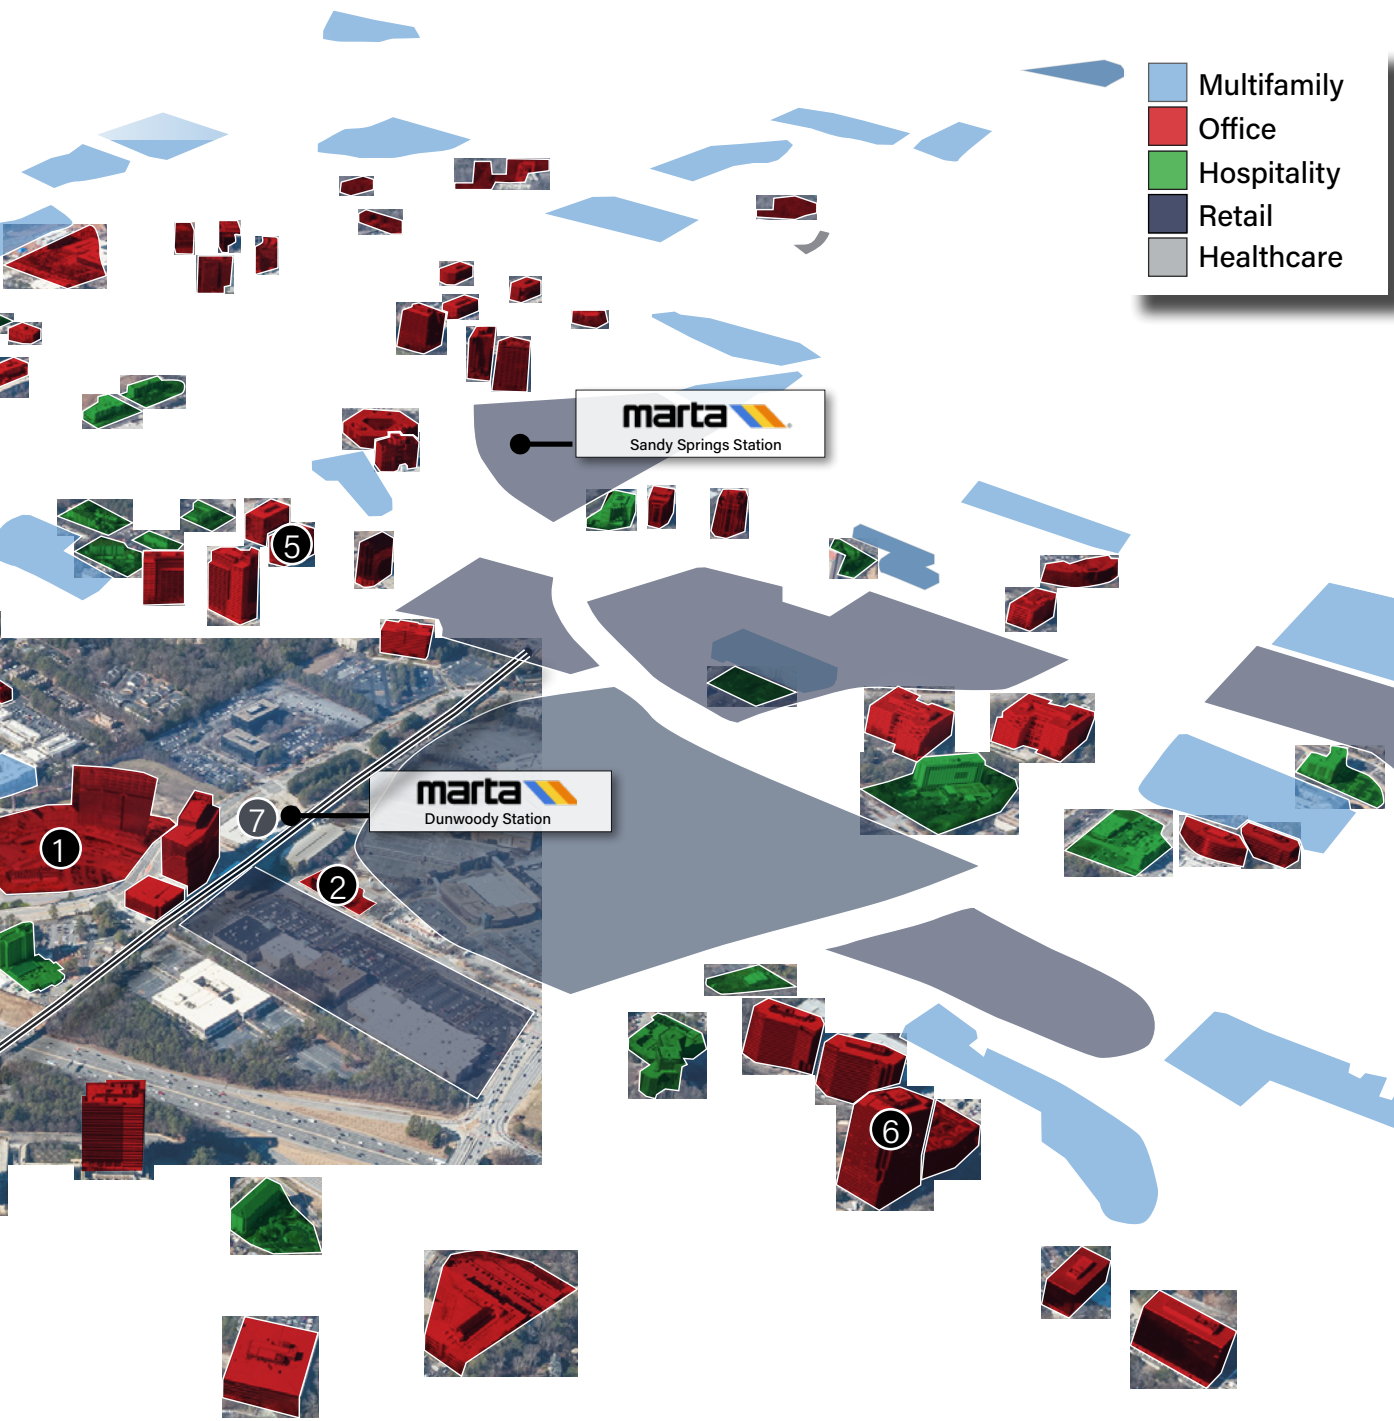 Multifamily
Office
Hospitality
Retail
Healthcare
marta
Sandy Springs Station
5
marta
Dunwoody Station
7
1
2
6